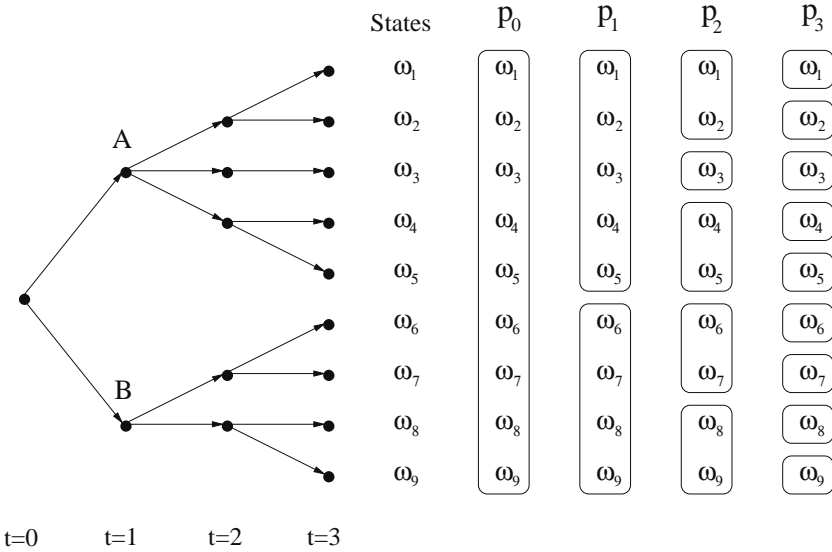 States p₀ p₁ p₂ p₃
ω₁ ω₁ ω₁ ω₁ ω₁
ω₂ ω₂ ω₂ ω₂ ω₂
A
ω₃ ω₃ ω₃ ω₃ ω₃
ω₄ ω₄ ω₄ ω₄ ω₄
ω₅ ω₅ ω₅ ω₅ ω₅
ω₆ ω₆ ω₆ ω₆ ω₆
B
ω₇ ω₇ ω₇ ω₇ ω₇
ω₈ ω₈ ω₈ ω₈ ω₈
ω₉ ω₉ ω₉ ω₉ ω₉
t=0 t=1 t=2 t=3